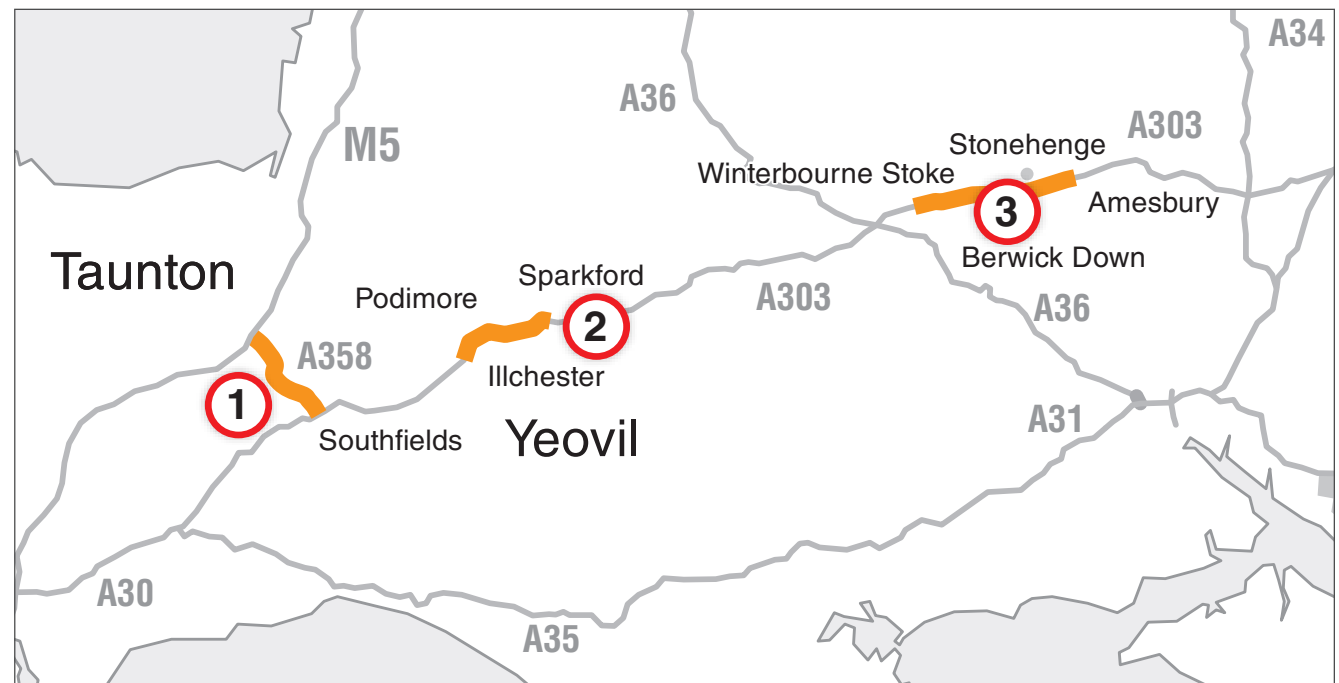 A34
A36
A303
M5
Stonehenge
Winterbourne Stoke
3
Amesbury
Taunton
Berwick Down
Sparkford
Podimore
A303
A36
2
A358
Illchester
1
A31
Southfields
Yeovil
A30
A35